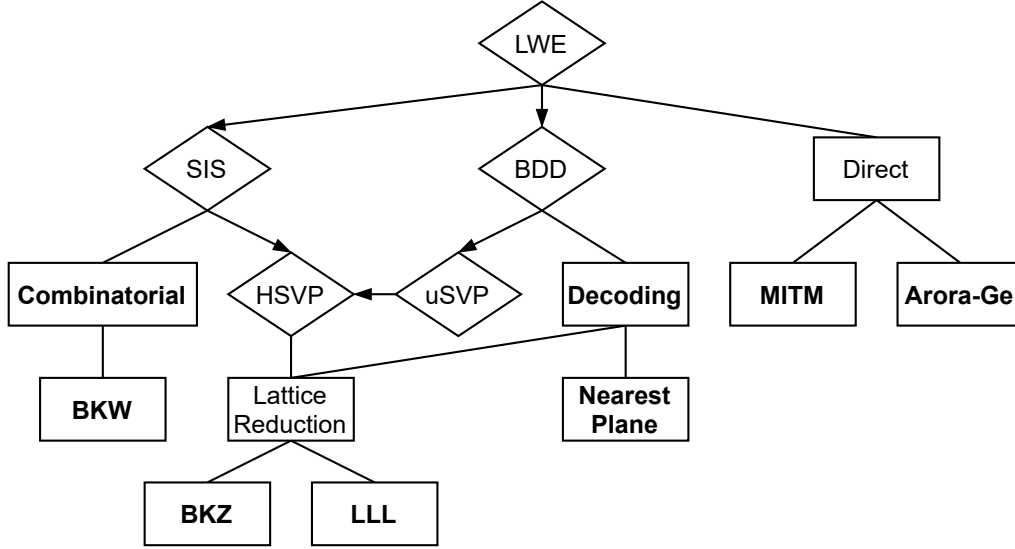 LWE
SIS
BDD
Direct
Combinatorial
HSVP
uSVP
Decoding
MITM
Arora-Ge
BKW
Lattice
Reduction
Nearest
Plane
BKZ
LLL